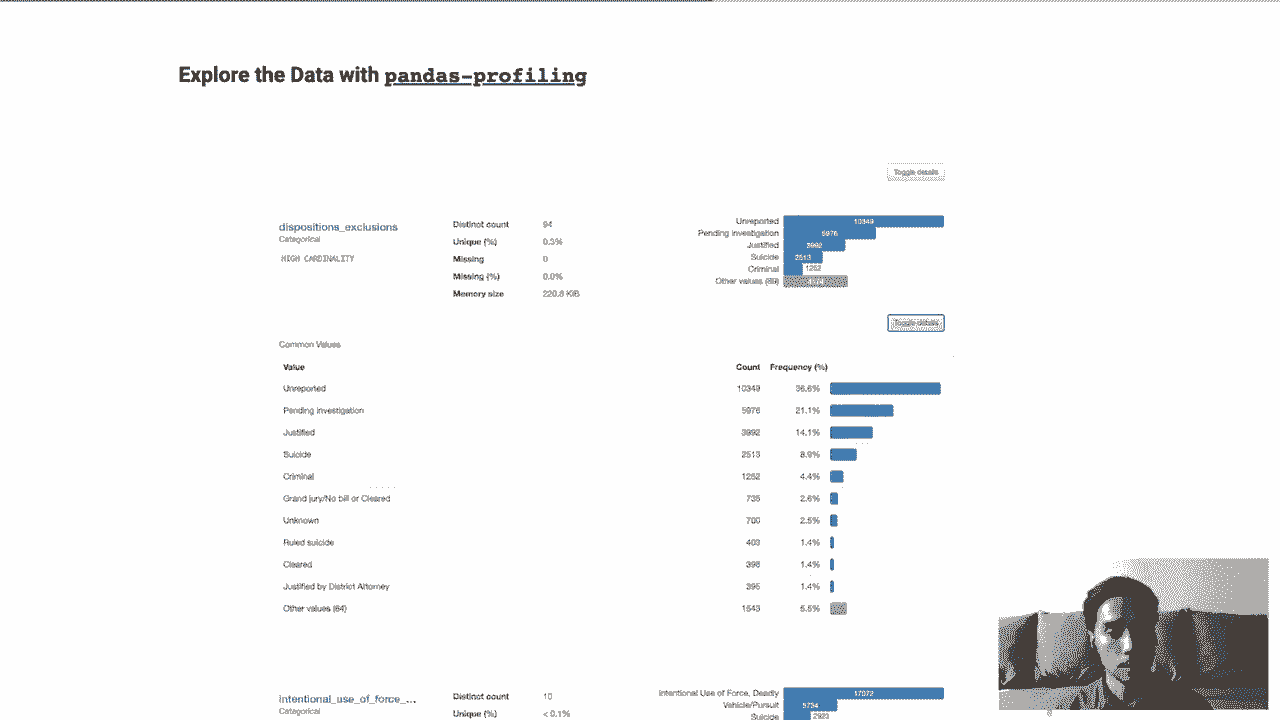 Explore the Data with pandas-profiling
Toggle details
dispositions_exclusions
Categorical
HIGH CARDINALITY
Distinct count 94
Unique (%) 0.3%
Missing 0
Missing (%) 0.0%
Memory size 220.8 KiB
Unreported 10349
Pending investigation 5976
Justified 3992
Suicide 2513
Criminal 1252
Other values (89)
Toggle details
Common Values
Value Count Frequency (%)
Unreported 10349 36.6%
Pending investigation 5976 21.1%
Justified 3992 14.1%
Suicide 2513 8.9%
Criminal 1252 4.4%
Grand jury/No bill or Cleared 735 2.6%
Unknown 700 2.5%
Ruled suicide 403 1.4%
Cleared 396 1.4%
Justified by District Attorney 395 1.4%
Other values (84) 1543 5.5%
intentional_use_of_force_...
Categorical
Distinct count 10
Unique (%) < 0.1%
Intentional Use of Force, Deadly 17072
Vehicle/Pursuit 5734
Suicide 2923